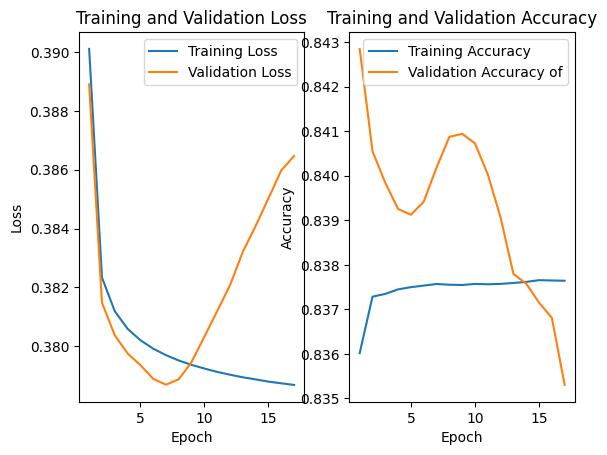 Training and Validation Loss
Training Loss
Validation Loss
0.390
0.388
0.386
0.384
0.382
0.380
Loss
5
10
15
Epoch
Training and Validation Accuracy
Training Accuracy
Validation Accuracy of
0.843
0.842
0.841
0.840
0.839
0.838
0.837
0.836
0.835
Accuracy
5
10
15
Epoch